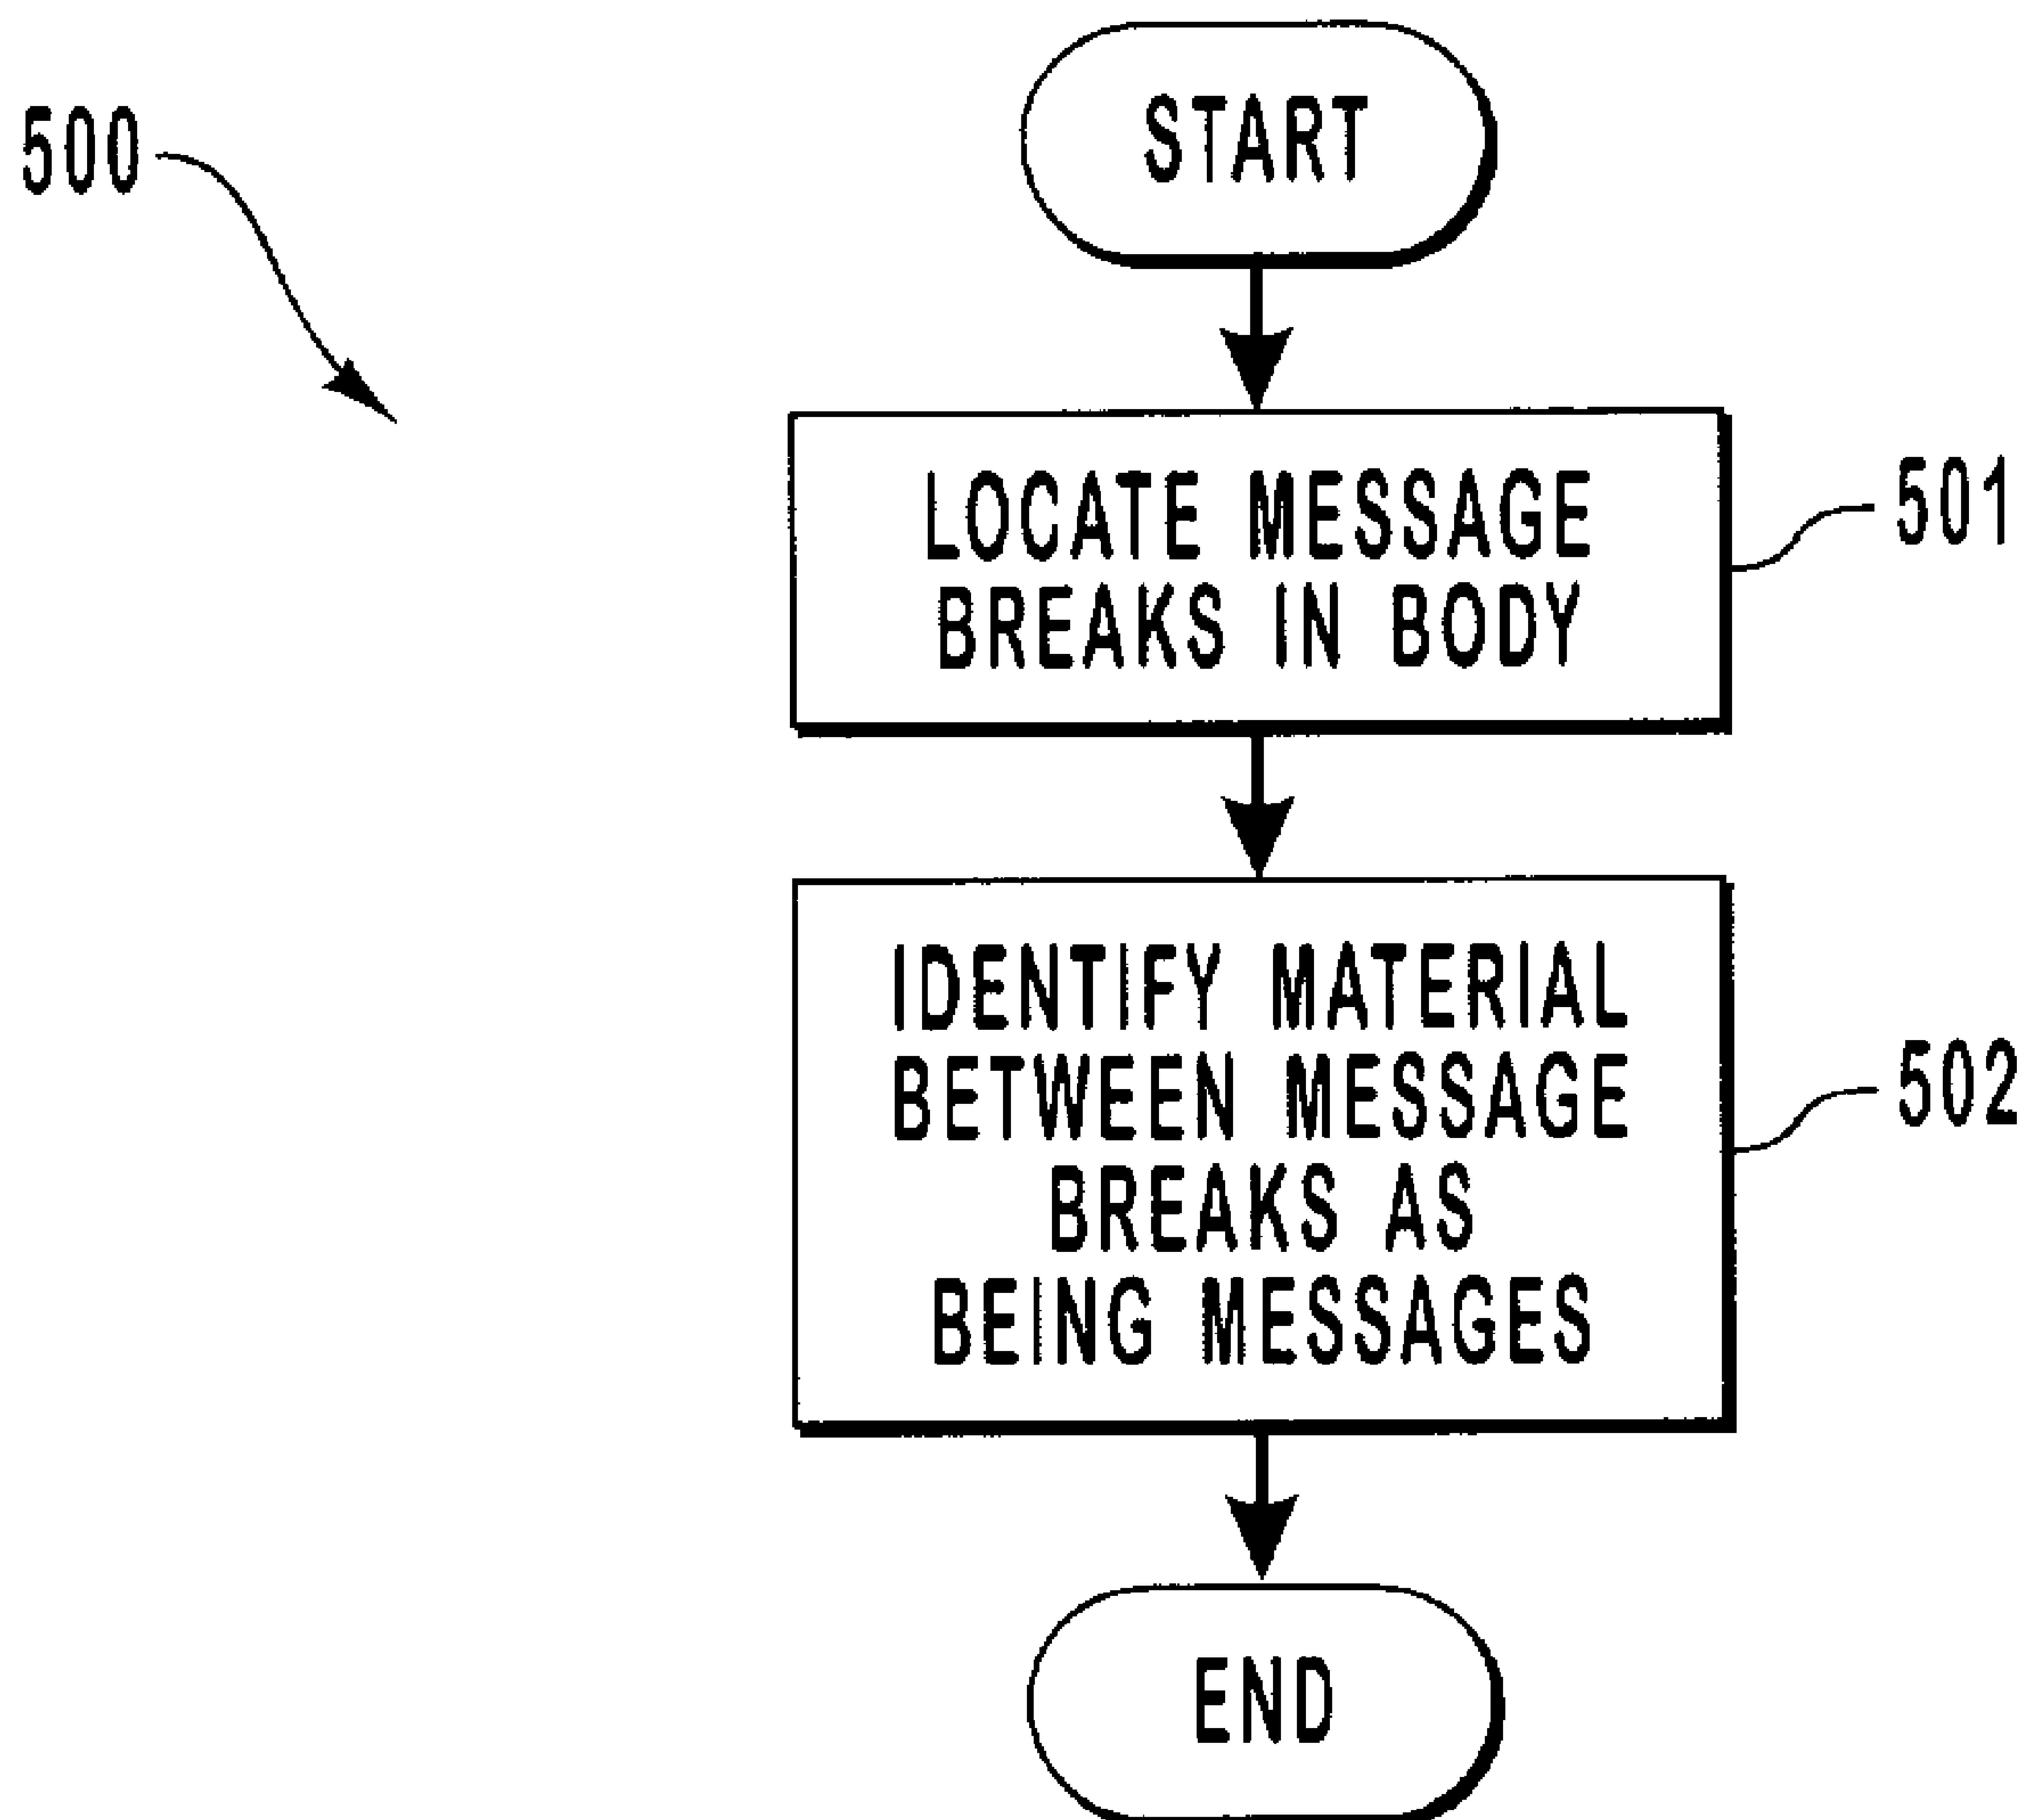 500
START
LOCATE MESSAGE
BREAKS IN BODY
501
IDENTIFY MATERIAL
BETWEEN MESSAGE
BREAKS AS
BEING MESSAGES
502
END